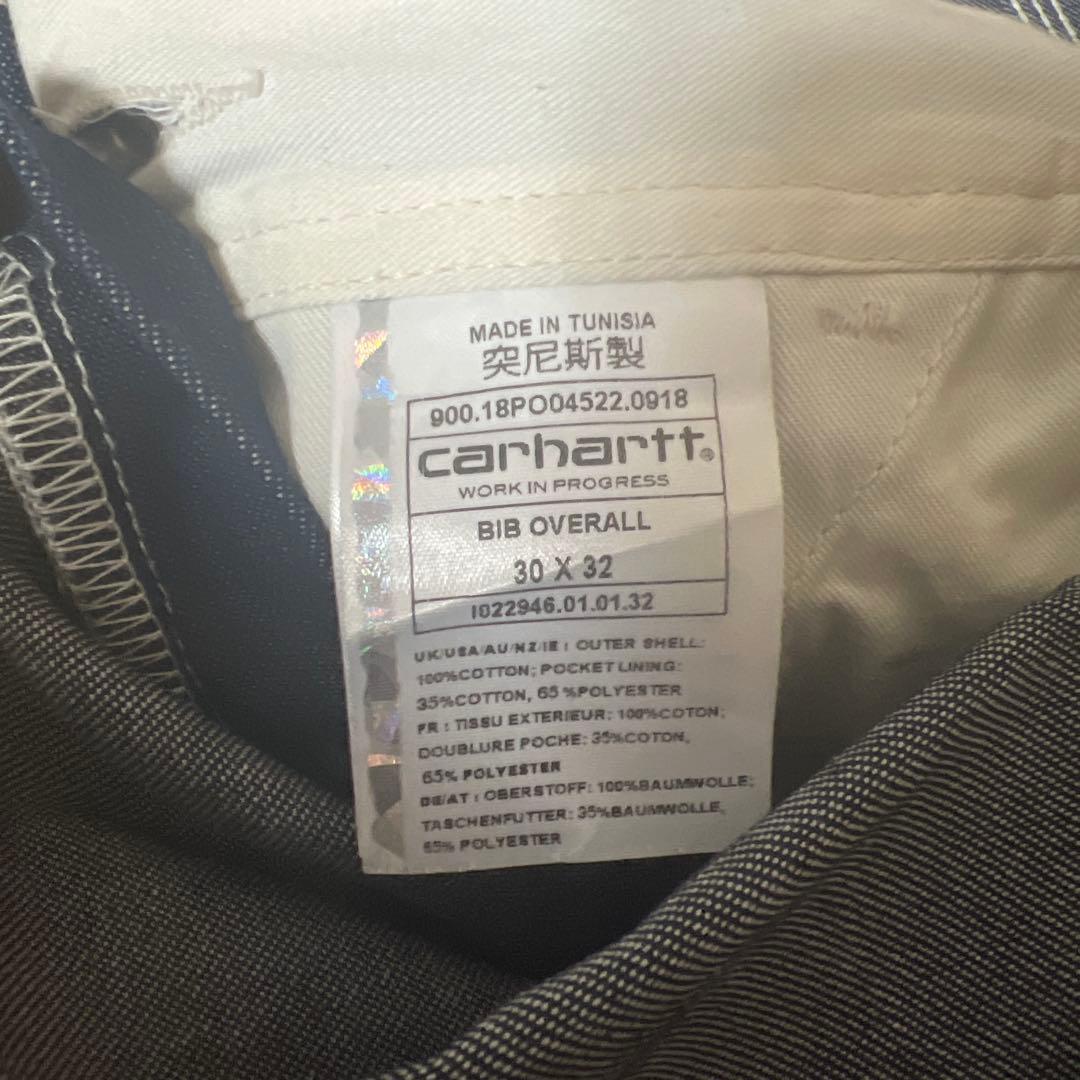 MADE IN TUNISIA
突尼斯製
900.18PO04522.0918
carhartt®
WORK IN PROGRESS
BIB OVERALL
30 X 32
I022946.01.01.32
UK/USA/AU/NZ/IE : OUTER SHELL:
100%COTTON; POCKET LINING:
35%COTTON, 65 %POLYESTER
FR : TISSU EXTERIEUR: 100%COTON;
DOUBLURE POCHE: 35%COTON,
65% POLYESTER
DE/AT : OBERSTOFF: 100%BAUMWOLLE;
TASCHENFUTTER: 35%BAUMWOLLE,
65% POLYESTER